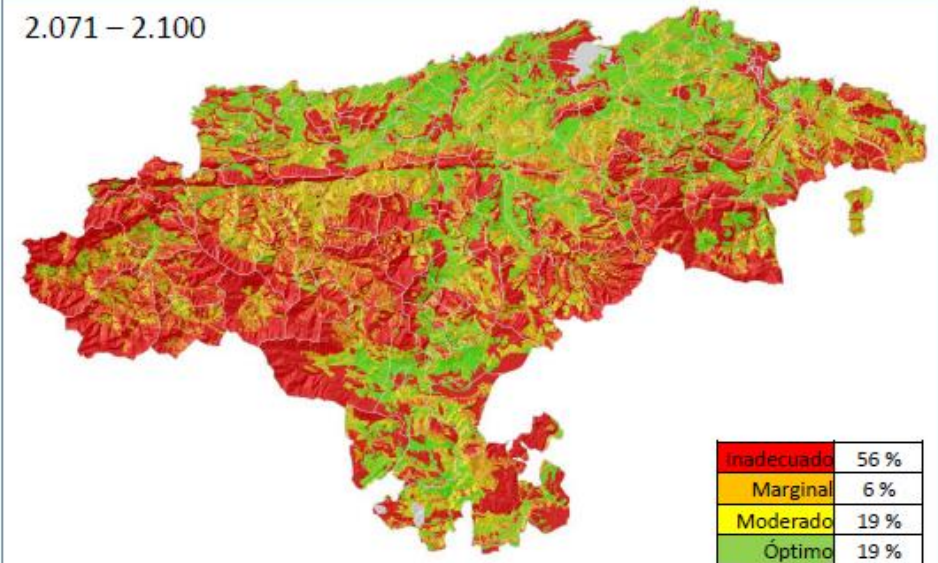 2.071 – 2.100
Inadecuado 56 %
Marginal 6 %
Moderado 19 %
Óptimo 19 %